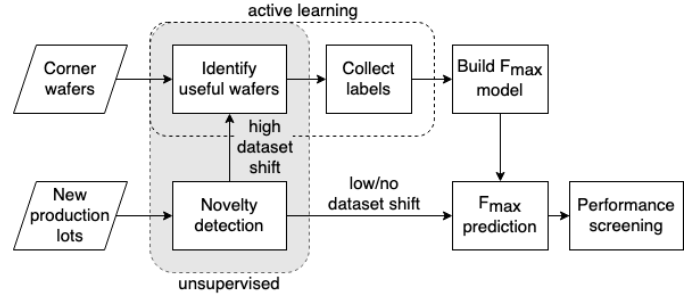 active learning
Corner
wafers
Identify
useful wafers
Collect
labels
Build Fmax
model
high
dataset
shift
New
production
lots
Novelty
detection
low/no
dataset shift
Fmax
prediction
Performance
screening
unsupervised